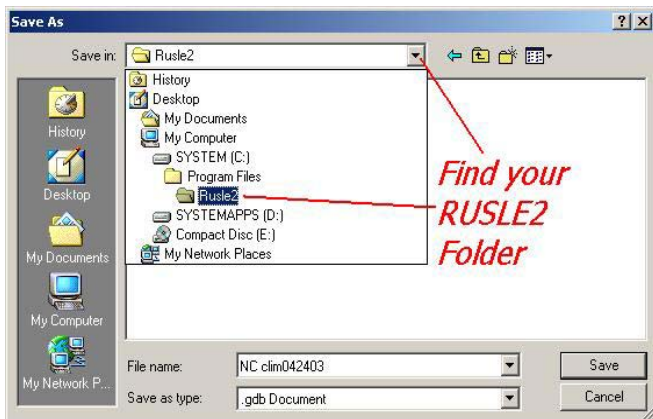 Save As
Save in: Rusle2
History
Desktop
My Documents
My Computer
SYSTEM (C:)
Program Files
Rusle2
SYSTEMAPPS (D:)
Compact Disc (E:)
My Network Places
History
Desktop
My Documents
My Computer
My Network P...
Find your
RUSLE2
Folder
File name: NC clim042403 Save
Save as type: .gdb Document Cancel